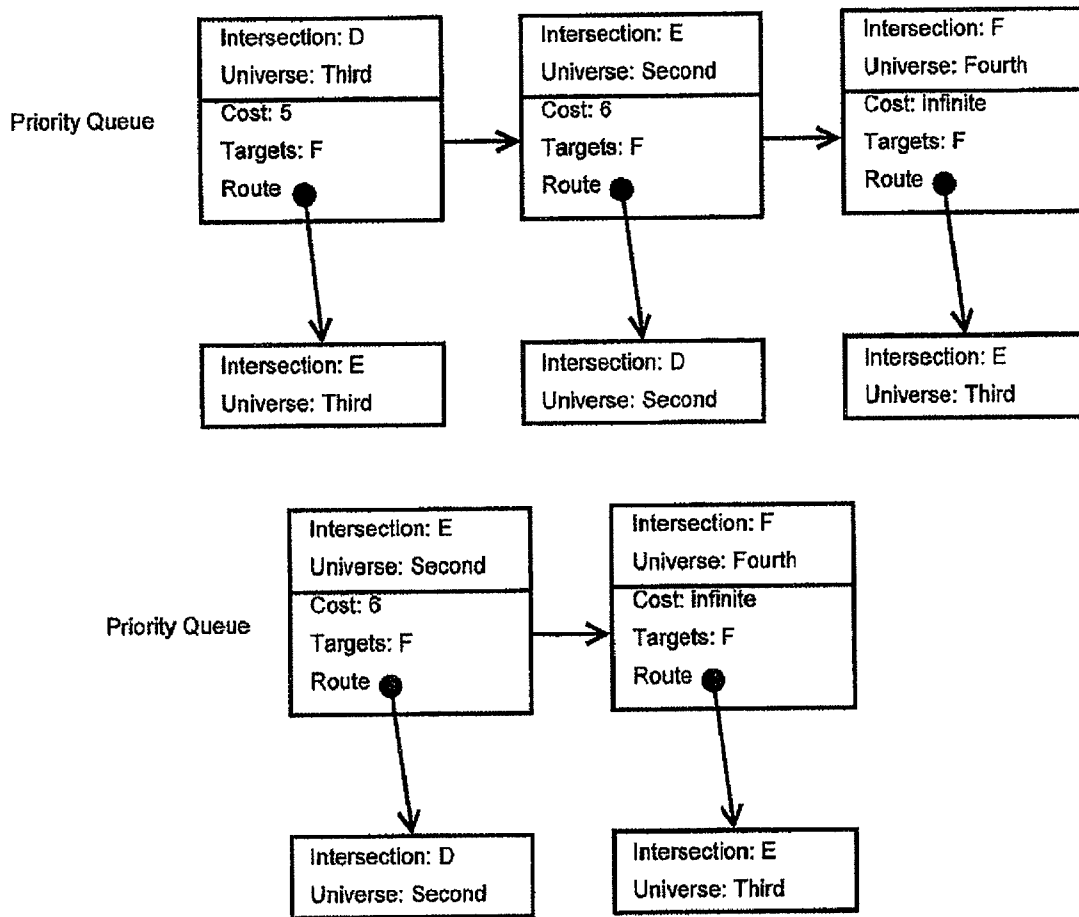 Priority Queue
Intersection: D
Universe: Third
Cost: 5
Targets: F
Route
Intersection: E
Universe: Second
Cost: 6
Targets: F
Route
Intersection: F
Universe: Fourth
Cost: infinite
Targets: F
Route
Intersection: E
Universe: Third
Intersection: D
Universe: Second
Intersection: E
Universe: Third
Priority Queue
Intersection: E
Universe: Second
Cost: 6
Targets: F
Route
Intersection: F
Universe: Fourth
Cost: infinite
Targets: F
Route
Intersection: D
Universe: Second
Intersection: E
Universe: Third